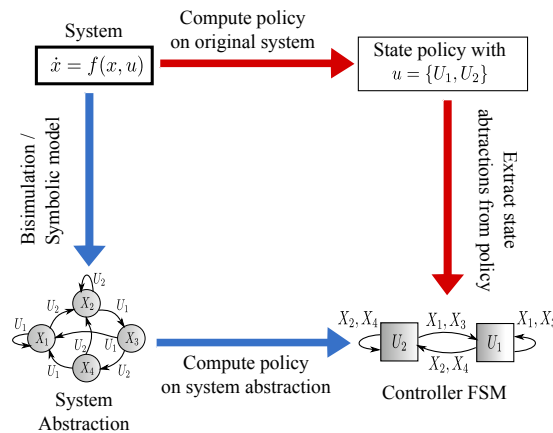 System
Compute policy
on original system
ẋ = f(x, u)
State policy with
u = {U₁, U₂}
Bisimulation /
Symbolic model
Extract state
abtractions from policy
U₂
X₂
U₁
U₂
U₁
X₁
X₃
U₂
U₁
X₄
U₂
U₁
System
Abstraction
Compute policy
on system abstraction
X₂, X₄
X₁, X₃
U₂
U₁
X₂
X₄
Controller FSM